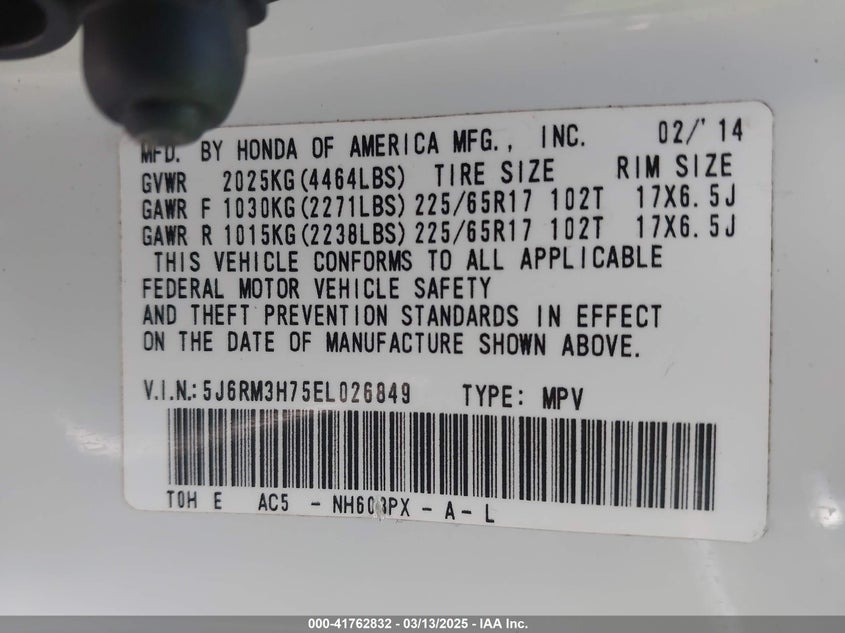 MFD. BY HONDA OF AMERICA MFG., INC. 02/'14
GVWR 2025KG(4464LBS) TIRE SIZE RIM SIZE
GAWR F 1030KG(2271LBS) 225/65R17 102T 17X6.5J
GAWR R 1015KG(2238LBS) 225/65R17 102T 17X6.5J
THIS VEHICLE CONFORMS TO ALL APPLICABLE
FEDERAL MOTOR VEHICLE SAFETY
AND THEFT PREVENTION STANDARDS IN EFFECT
ON THE DATE OF MANUFACTURE SHOWN ABOVE.
V.I.N.: 5J6RM3H75EL026849 TYPE: MPV
TOH E AC5 - NH603PX - A - L
000-41762832 - 03/13/2025 - IAA Inc.